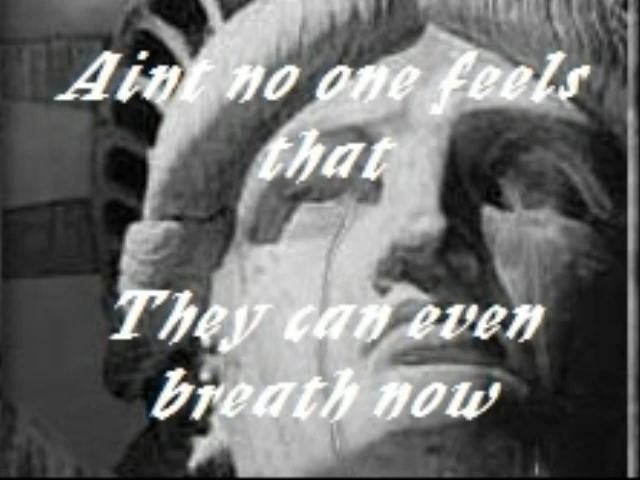 Aint no one feels
that
They can even
breath now